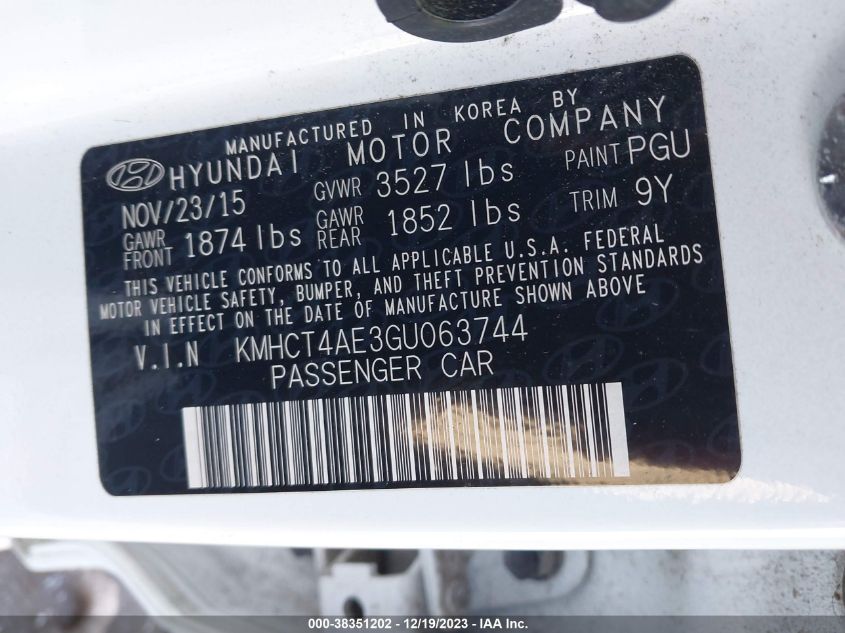 MANUFACTURED IN KOREA BY
HYUNDAI MOTOR COMPANY
NOV/23/15 GVWR 3527 lbs PAINT PGU
GAWR FRONT 1874 lbs GAWR REAR 1852 lbs TRIM 9Y
THIS VEHICLE CONFORMS TO ALL APPLICABLE U.S.A. FEDERAL
MOTOR VEHICLE SAFETY, BUMPER, AND THEFT PREVENTION STANDARDS
IN EFFECT ON THE DATE OF MANUFACTURE SHOWN ABOVE
V.I.N KMHCT4AE3GU063744
PASSENGER CAR
000-38351202 - 12/19/2023 - IAA Inc.